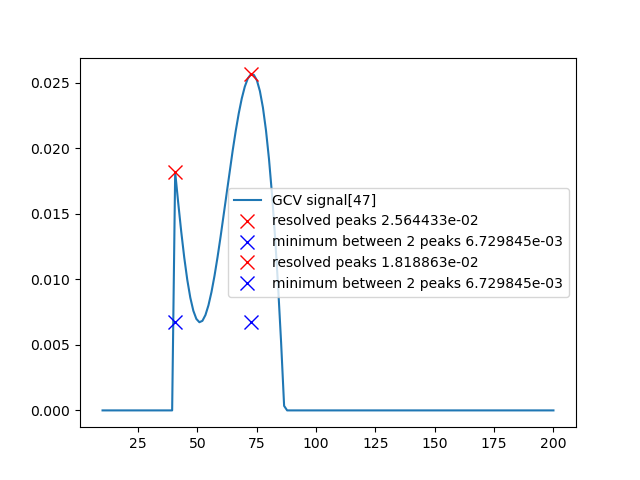 0.025
0.020
0.015
0.010
0.005
0.000
GCV signal[47]
resolved peaks 2.564433e-02
minimum between 2 peaks 6.729845e-03
resolved peaks 1.818863e-02
minimum between 2 peaks 6.729845e-03
25 50 75 100 125 150 175 200